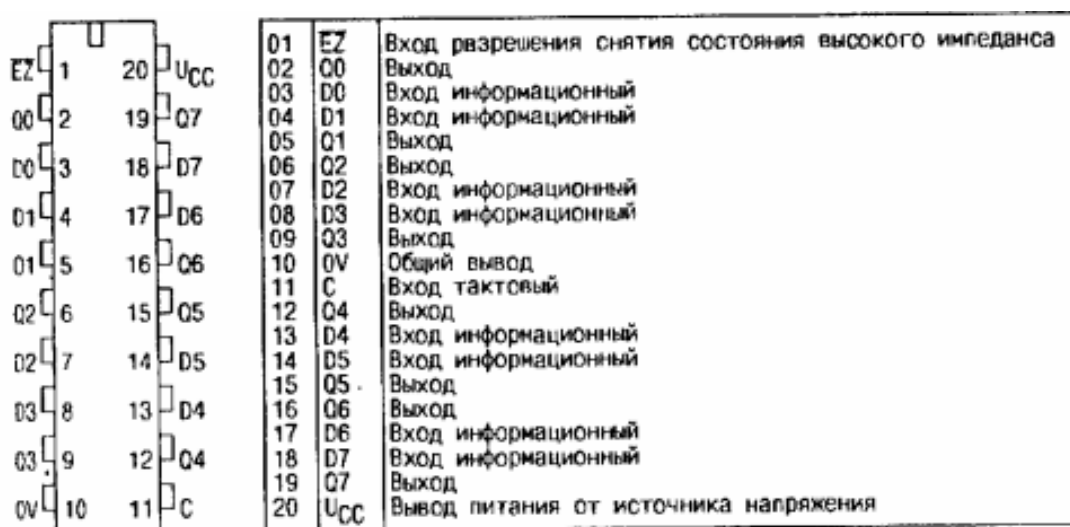 E̅Z̅ 1 20 UCC
Q0 2 19 Q7
D0 3 18 D7
D1 4 17 D6
Q1 5 16 Q6
Q2 6 15 Q5
D2 7 14 D5
D3 8 13 D4
Q3 9 12 Q4
0V 10 11 C
01 E̅Z̅ Вход рвзрешения снятия состояния высокого импеданса
02 Q0 Выход
03 D0 Вход информационный
04 D1 Вход информационный
05 Q1 Выход
06 Q2 Выход
07 D2 Вход информационный
08 D3 Вход информационный
09 Q3 Выход
10 0V Общий вывод
11 C Вход тактовый
12 Q4 Выход
13 D4 Вход информационный
14 D5 Вход информационный
15 Q5 Выход
16 Q6 Выход
17 D6 Вход информационный
18 D7 Вход информационный
19 Q7 Выход
20 UCC Вывод питания от источника напряжения